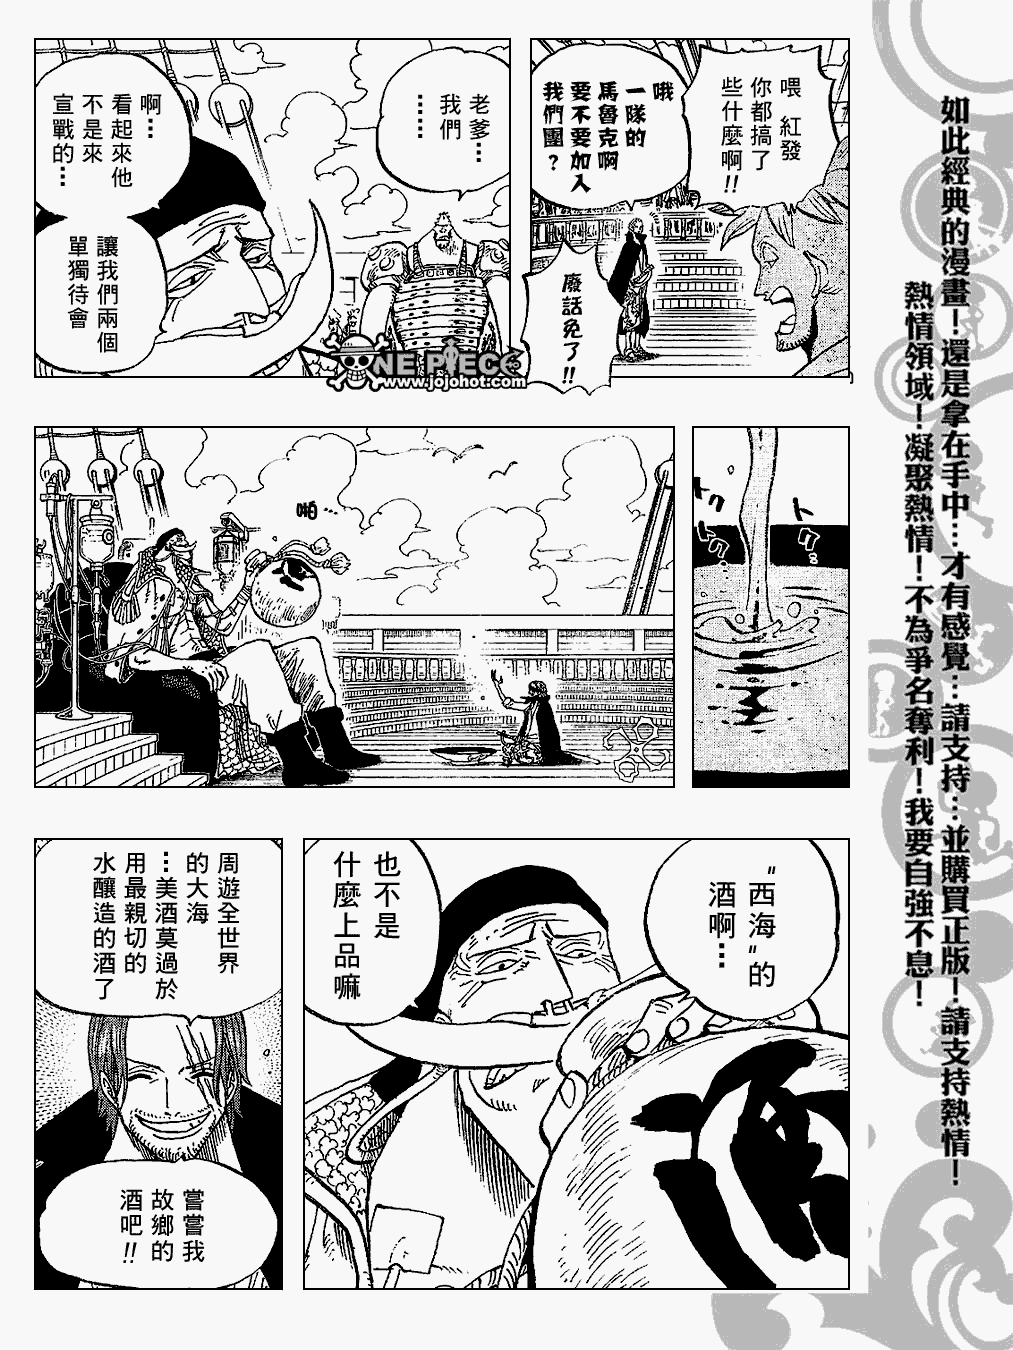 喂 紅發
你都搞了
些什麼啊!!
哦
一隊的
馬魯克啊
要不要加入
我們團?
廢話免了!!
老爹…
我們
……
啊…
看起來他
不是來
宣戰的…
讓我們兩個
單獨待會
ONE PIECE
www.jojohot.com
トク
トク
トク
"西海"的
酒啊…
也不是
什麼上品嘛
周遊全世界
的大海
…美酒莫過於
用最親切的
水釀造的酒了
嘗嘗我
故鄉的
酒吧!!
如此經典的漫畫！還是拿在手中…才有感覺…請支持…並購買正版！請支持熱情！
熱情領域！凝聚熱情！不為爭名奪利！我要自強不息！